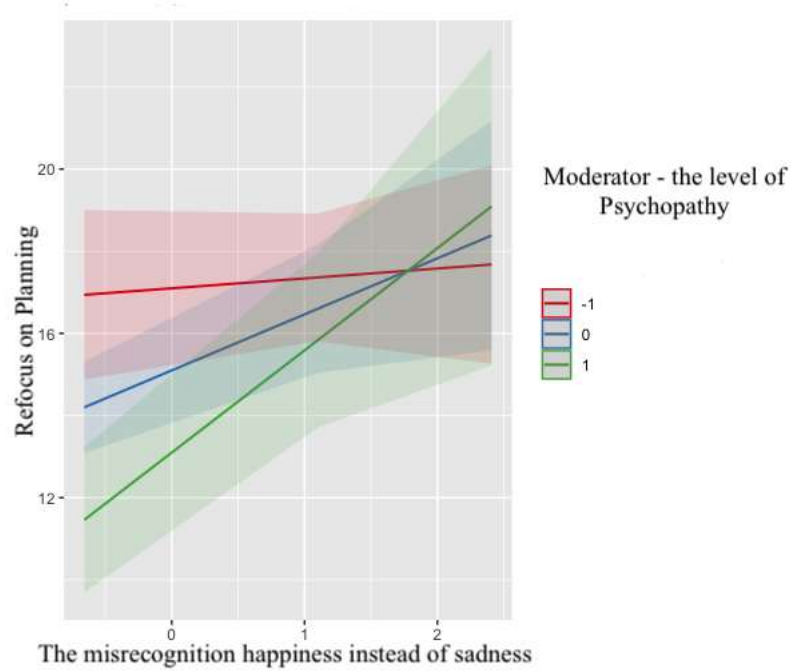 20
16
12
Refocus on Planning
0
1
2
The misrecognition happiness instead of sadness
Moderator - the level of
Psychopathy
-1
0
1